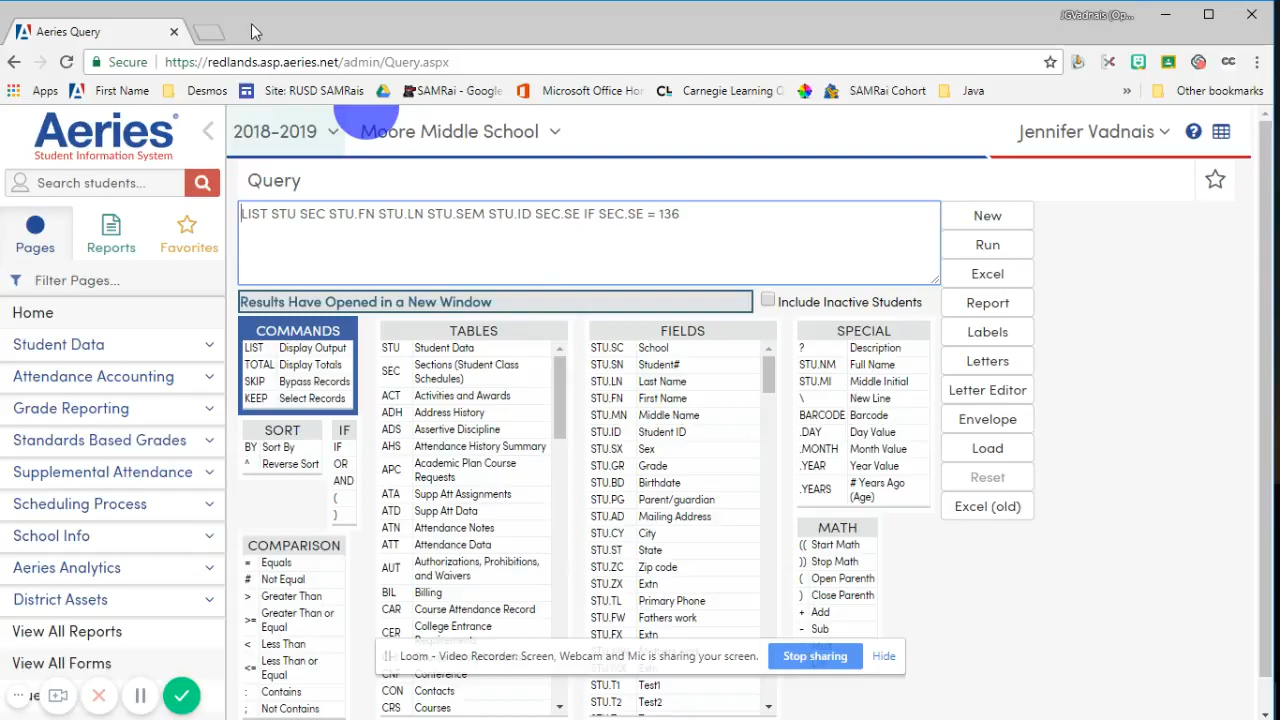 Aeries Query
JGVadnais (Op...
Secure
https://redlands.asp.aeries.net/admin/Query.aspx
Apps
First Name
Desmos
Site: RUSD SAMRais
SAMRai - Google
Microsoft Office Hor
CL
Carnegie Learning
SAMRai Cohort
Java
»
Other bookmarks
Aeries
Student Information System
2018-2019
Moore Middle School
Jennifer Vadnais
Search students...
Pages
Reports
Favorites
Filter Pages...
Home
Student Data
Attendance Accounting
Grade Reporting
Standards Based Grades
Supplemental Attendance
Scheduling Process
School Info
Aeries Analytics
District Assets
View All Reports
View All Forms
Query
LIST STU SEC STU.FN STU.LN STU.SEM STU.ID SEC.SE IF SEC.SE = 136
Results Have Opened in a New Window
Include Inactive Students
New
Run
Excel
Report
Labels
Letters
Letter Editor
Envelope
Load
Reset
Excel (old)
COMMANDS
LIST Display Output
TOTAL Display Totals
SKIP Bypass Records
KEEP Select Records
SORT
BY Sort By
^ Reverse Sort
IF
IF
OR
AND
(
)
COMPARISON
= Equals
# Not Equal
> Greater Than
>= Greater Than or
Equal
< Less Than
<= Less Than or
Equal
: Contains
; Not Contains
TABLES
STU Student Data
SEC Sections (Student Class
Schedules)
ACT Activities and Awards
ADH Address History
ADS Assertive Discipline
AHS Attendance History Summary
APC Academic Plan Course
Requests
ATA Supp Att Assignments
ATD Supp Att Data
ATN Attendance Notes
ATT Attendance Data
AUT Authorizations, Prohibitions,
and Waivers
BIL Billing
CAR Course Attendance Record
CER College Entrance
Conference
CON Contacts
CRS Courses
FIELDS
STU.SC School
STU.SN Student#
STU.LN Last Name
STU.FN First Name
STU.MN Middle Name
STU.ID Student ID
STU.SX Sex
STU.GR Grade
STU.BD Birthdate
STU.PG Parent/guardian
STU.AD Mailing Address
STU.CY City
STU.ST State
STU.ZC Zip code
STU.ZX Extn
STU.TL Primary Phone
STU.FW Fathers work
STU.FX Extn
STU.T1 Test1
STU.T2 Test2
SPECIAL
? Description
STU.NM Full Name
STU.MI Middle Initial
\ New Line
BARCODE Barcode
.DAY Day Value
.MONTH Month Value
.YEAR Year Value
.YEARS # Years Ago
(Age)
MATH
(( Start Math
)) Stop Math
( Open Parenth
) Close Parenth
+ Add
- Sub
Loom – Video Recorder: Screen, Webcam and Mic is sharing your screen.
Stop sharing
Hide